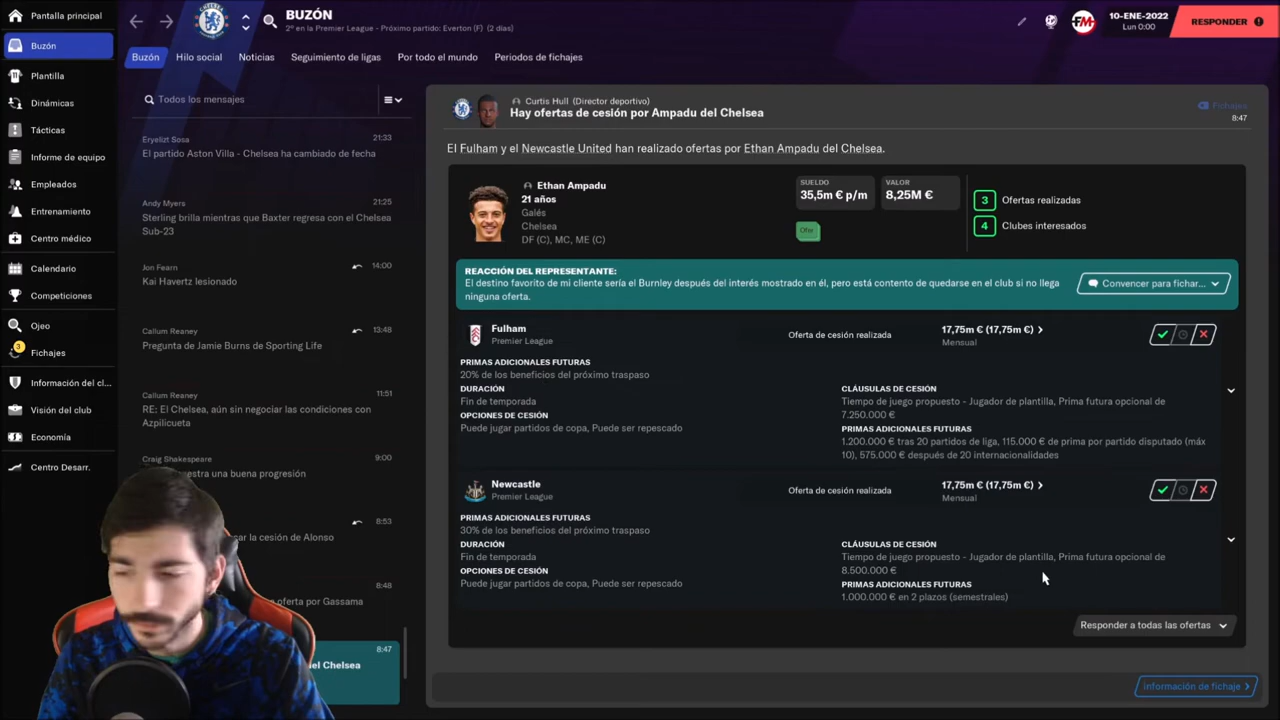 Pantalla principal
Buzón
Plantilla
Dinámicas
Tácticas
Informe de equipo
Empleados
Entrenamiento
Centro médico
Calendario
Competiciones
Ojeo
3
Fichajes
Información del cl...
Visión del club
Economía
Centro Desarr.
BUZÓN
2º en la Premier League - Próximo partido: Everton (F) (2 días)
FM
10-ENE-2022
Lun 0:00
RESPONDER
Buzón
Hilo social
Noticias
Seguimiento de ligas
Por todo el mundo
Periodos de fichajes
Todos los mensajes
Eryelizt Sosa
21:33
El partido Aston Villa - Chelsea ha cambiado de fecha
Andy Myers
21:25
Sterling brilla mientras que Baxter regresa con el Chelsea
Sub-23
Jon Fearn
14:00
Kai Havertz lesionado
Callum Reaney
13:48
Pregunta de Jamie Burns de Sporting Life
Callum Reaney
11:51
RE: El Chelsea, aún sin negociar las condiciones con
Azpilicueta
Craig Shakespeare
9:00
uestra una buena progresión
8:53
car la cesión de Alonso
8:48
oferta por Gassama
8:47
del Chelsea
Curtis Hull (Director deportivo)
Hay ofertas de cesión por Ampadu del Chelsea
Fichajes
8:47
El Fulham y el Newcastle United han realizado ofertas por Ethan Ampadu del Chelsea.
Ethan Ampadu
21 años
Galés
Chelsea
DF (C), MC, ME (C)
SUELDO
35,5m € p/m
VALOR
8,25M €
Ofer
3 Ofertas realizadas
4 Clubes interesados
REACCIÓN DEL REPRESENTANTE:
El destino favorito de mi cliente sería el Burnley después del interés mostrado en él, pero está contento de quedarse en el club si no llega
ninguna oferta.
Convencer para fichar...
Fulham
Premier League
Oferta de cesión realizada
17,75m € (17,75m €)
Mensual
PRIMAS ADICIONALES FUTURAS
20% de los beneficios del próximo traspaso
DURACIÓN
Fin de temporada
OPCIONES DE CESIÓN
Puede jugar partidos de copa, Puede ser repescado
CLÁUSULAS DE CESIÓN
Tiempo de juego propuesto - Jugador de plantilla, Prima futura opcional de
7.250.000 €
PRIMAS ADICIONALES FUTURAS
1.200.000 € tras 20 partidos de liga, 115.000 € de prima por partido disputado (máx
10), 575.000 € después de 20 internacionalidades
Newcastle
Premier League
Oferta de cesión realizada
17,75m € (17,75m €)
Mensual
PRIMAS ADICIONALES FUTURAS
30% de los beneficios del próximo traspaso
DURACIÓN
Fin de temporada
OPCIONES DE CESIÓN
Puede jugar partidos de copa, Puede ser repescado
CLÁUSULAS DE CESIÓN
Tiempo de juego propuesto - Jugador de plantilla, Prima futura opcional de
8.500.000 €
PRIMAS ADICIONALES FUTURAS
1.000.000 € en 2 plazos (semestrales)
Responder a todas las ofertas
Información de fichaje